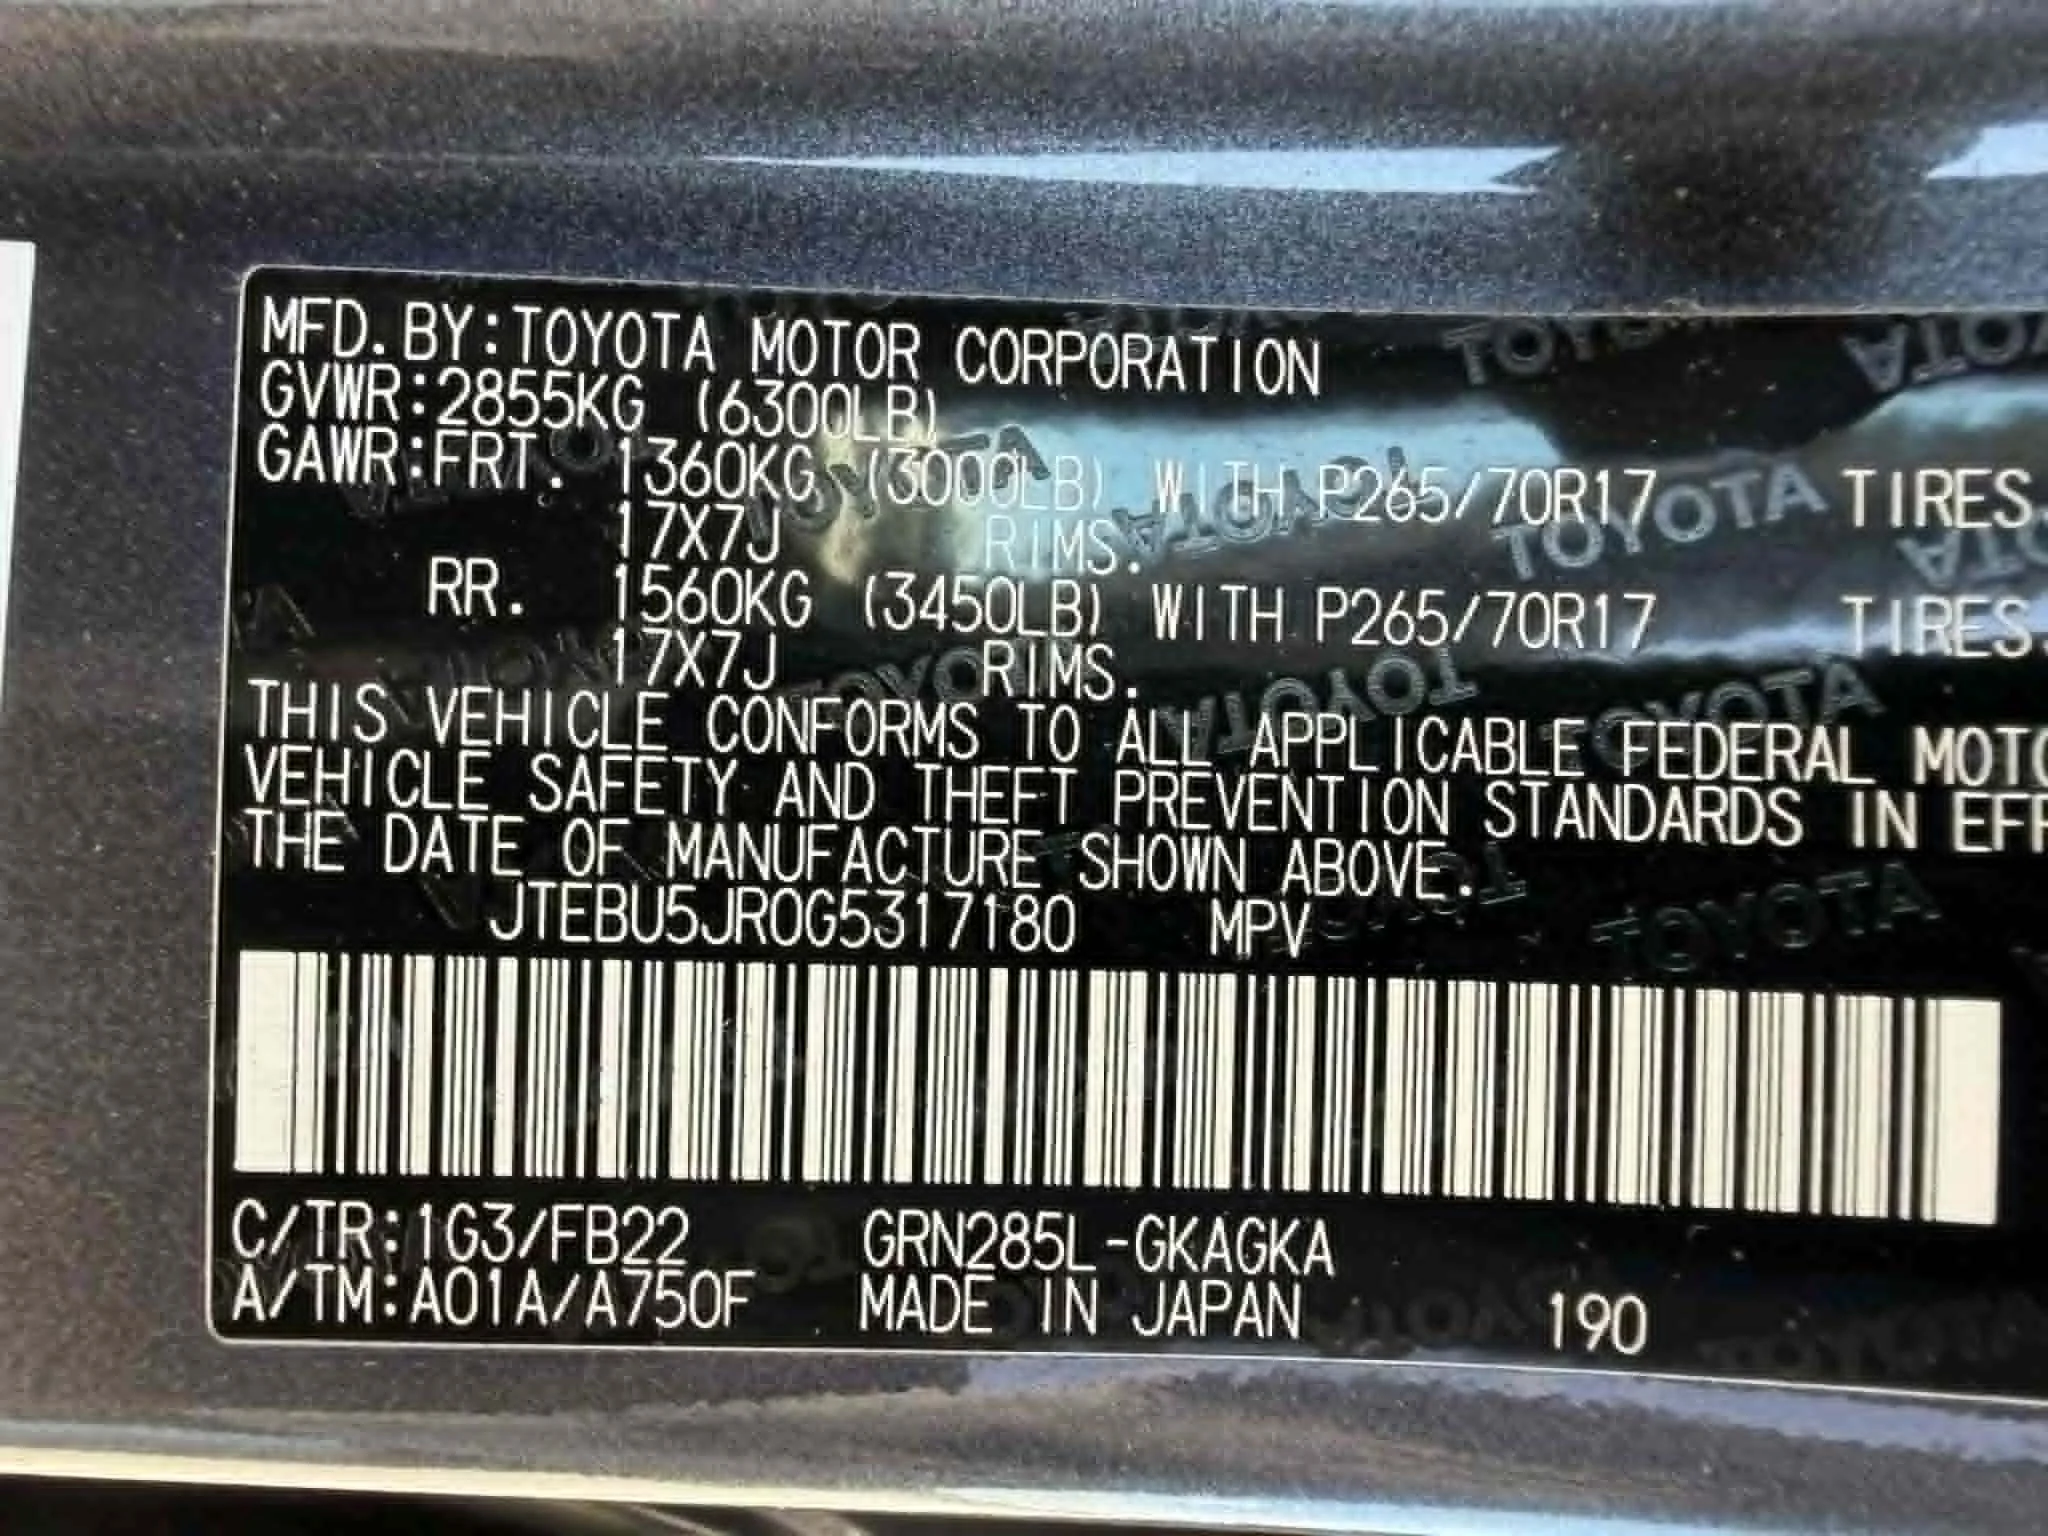 MFD.BY:TOYOTA MOTOR CORPORATION
GVWR:2855KG (6300LB)
GAWR:FRT. 1360KG (3000LB) WITH P265/70R17 TIRES.
17X7J RIMS.
RR. 1560KG (3450LB) WITH P265/70R17 TIRES.
17X7J RIMS.
THIS VEHICLE CONFORMS TO ALL APPLICABLE FEDERAL MOTO
VEHICLE SAFETY AND THEFT PREVENTION STANDARDS IN EFF
THE DATE OF MANUFACTURE SHOWN ABOVE.
JTEBU5JR0G5317180 MPV
C/TR:1G3/FB22 GRN285L-GKAGKA
A/TM:A01A/A750F MADE IN JAPAN 190